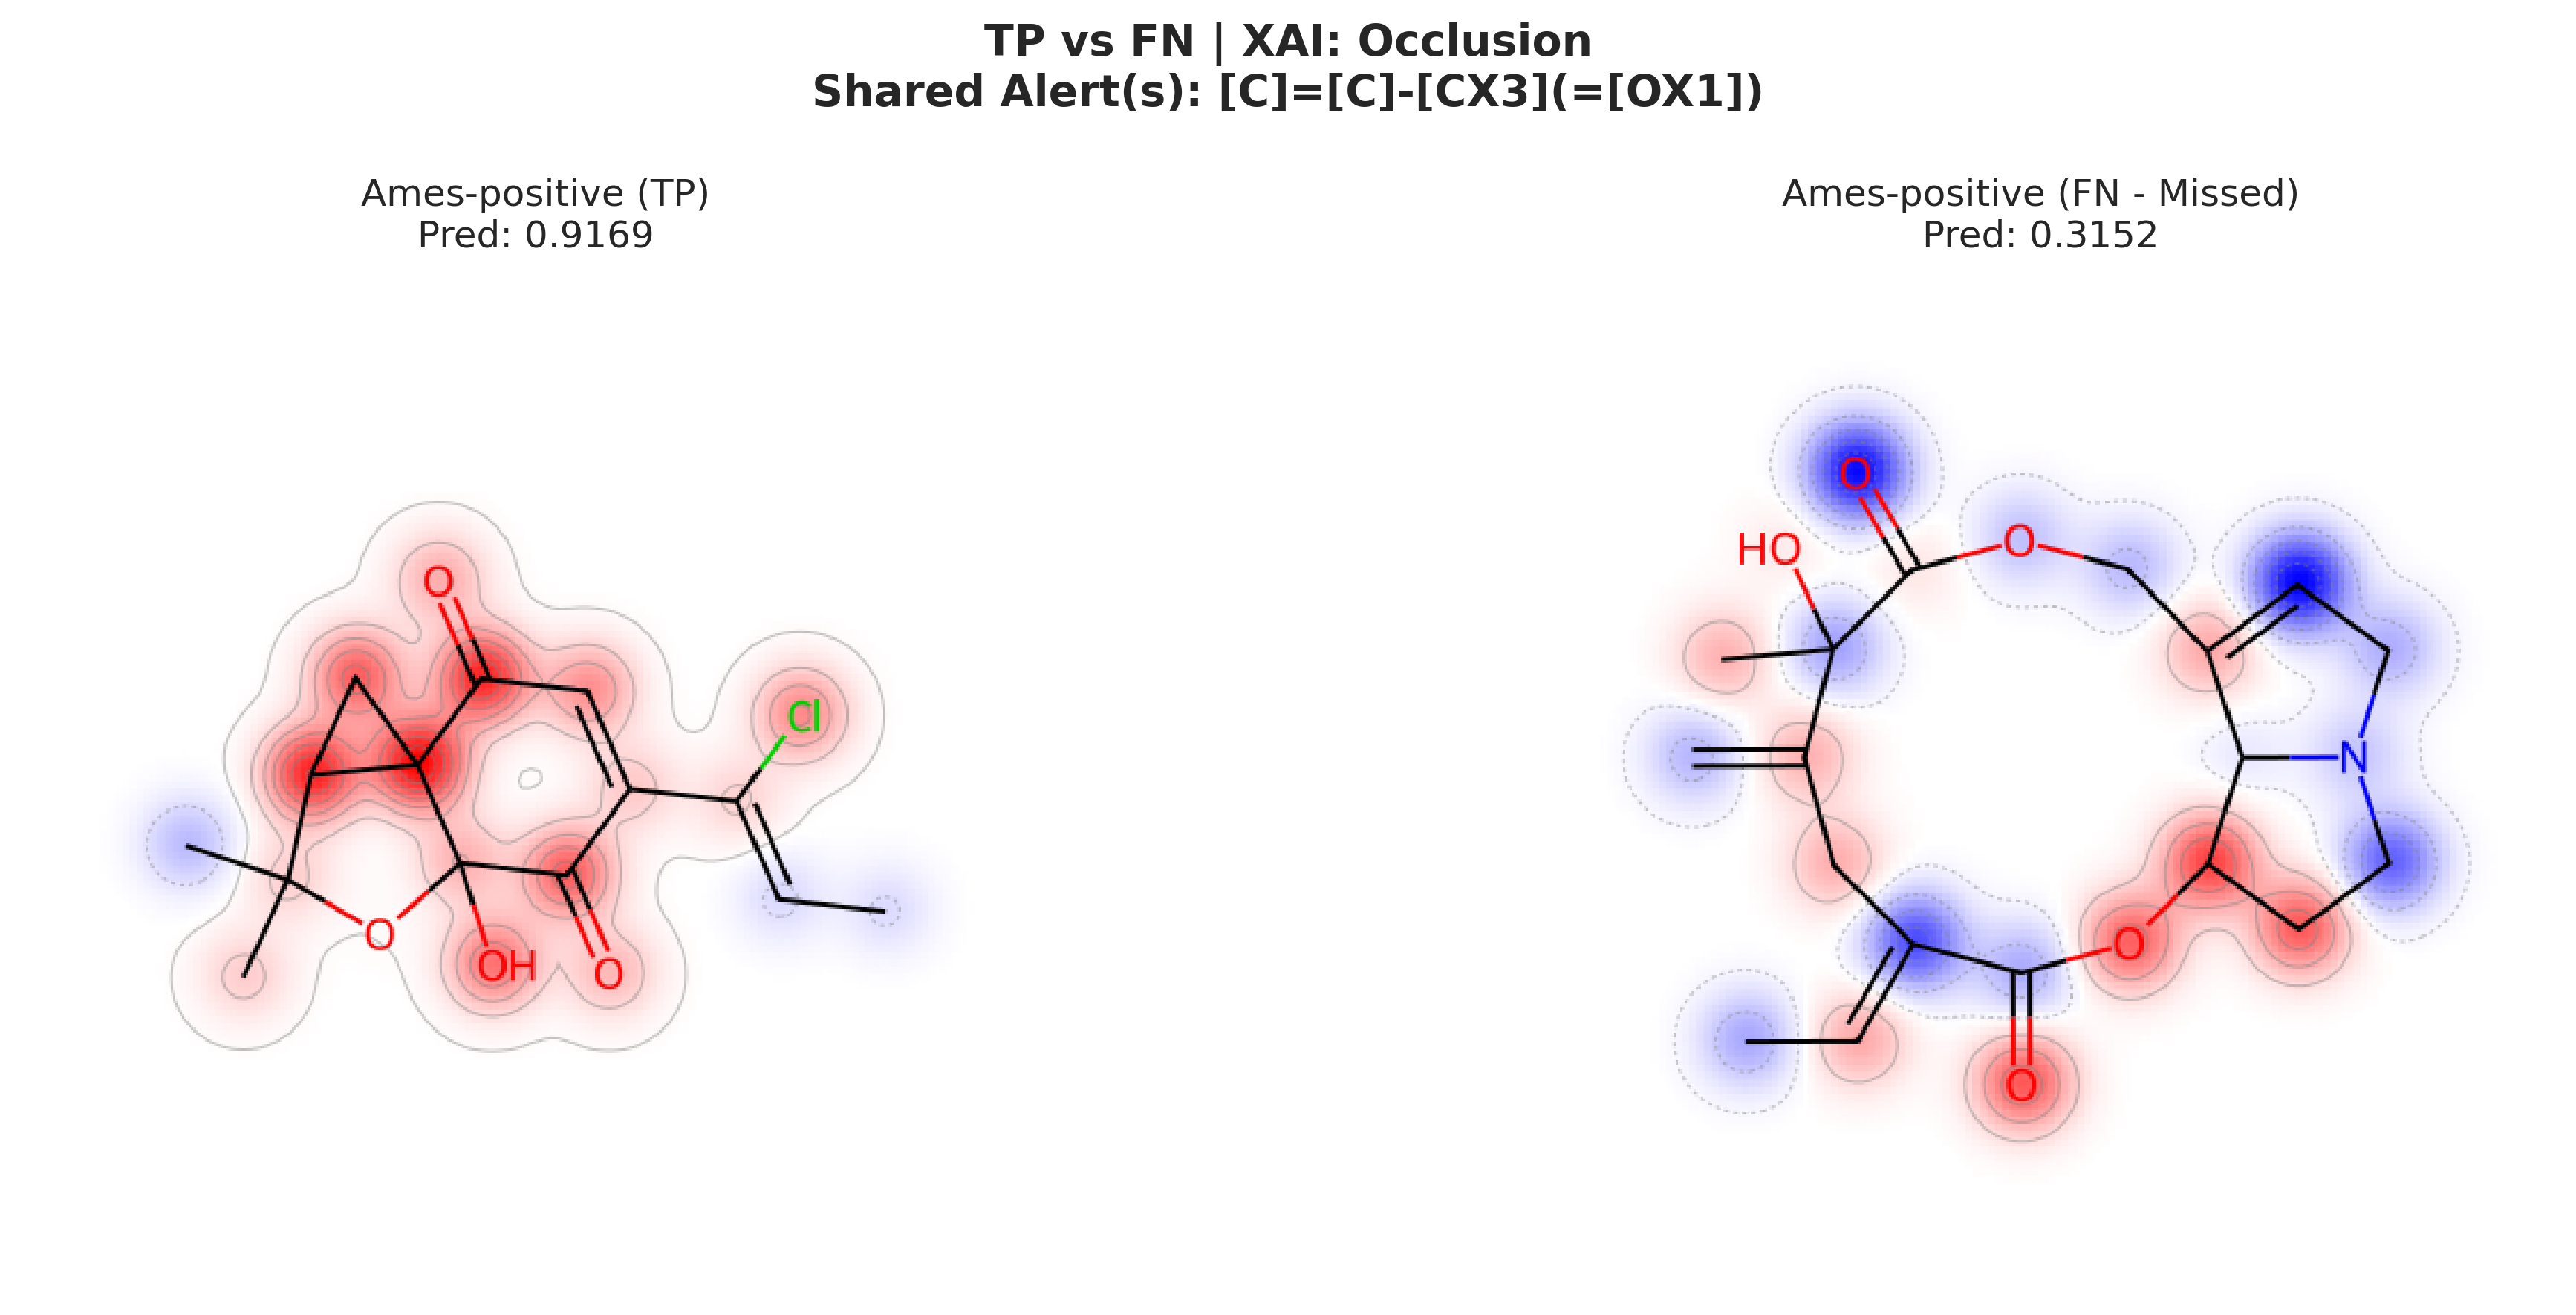 TP vs FN | XAI: Occlusion
Shared Alert(s): [C]=[C]-[CX3](=[OX1])
Ames-positive (TP)
Pred: 0.9169
Ames-positive (FN - Missed)
Pred: 0.3152
O
Cl
O
OH
O
O
HO
O
N
O
O